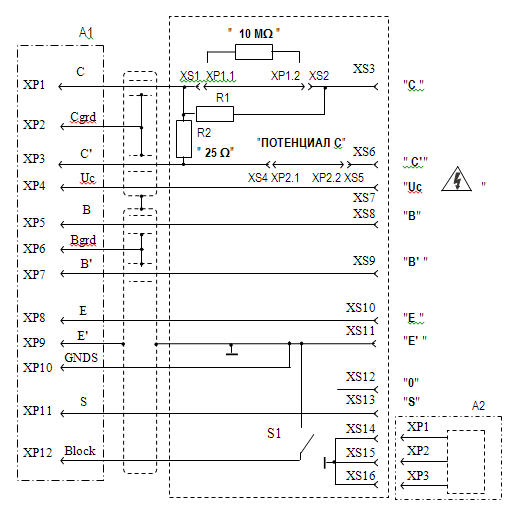 " 10 MΩ "
A1
C
XS1 XP1.1 XP1.2 XS2 XS3
XP1 "C "
R1
Cgrd
XP2
R2
"ПОТЕНЦИАЛ С"
C'
XP3 " 25 Ω" XS6 " C'"
XS4 XP2.1 XP2.2 XS5
XP4 Uc "Uc "
XS7
B XS8 "B"
XP5
Bgrd
XP6
B' XS9 "B' "
XP7
E XS10
XP8 "E "
E' XS11
XP9 "E' "
GNDS
XP10
XS12 "0"
S XS13 "S"
XP11 A2
S1 XS14 XP1
Block XS15 XP2
XP12
XS16 XP3